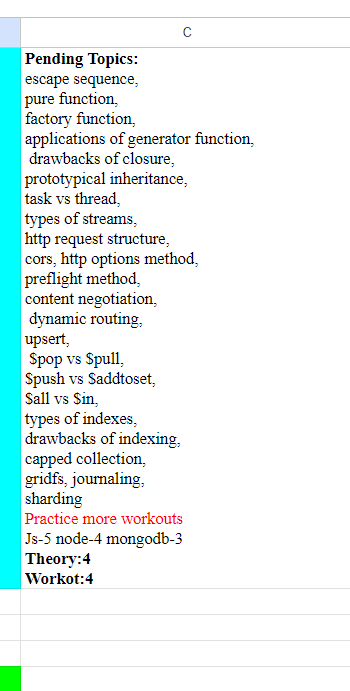 C
Pending Topics:
escape sequence,
pure function,
factory function,
applications of generator function,
drawbacks of closure,
prototypical inheritance,
task vs thread,
types of streams,
http request structure,
cors, http options method,
preflight method,
content negotiation,
dynamic routing,
upsert,
$pop vs $pull,
$push vs $addtoset,
$all vs $in,
types of indexes,
drawbacks of indexing,
capped collection,
gridfs, journaling,
sharding
Practice more workouts
Js-5 node-4 mongodb-3
Theory:4
Workot:4